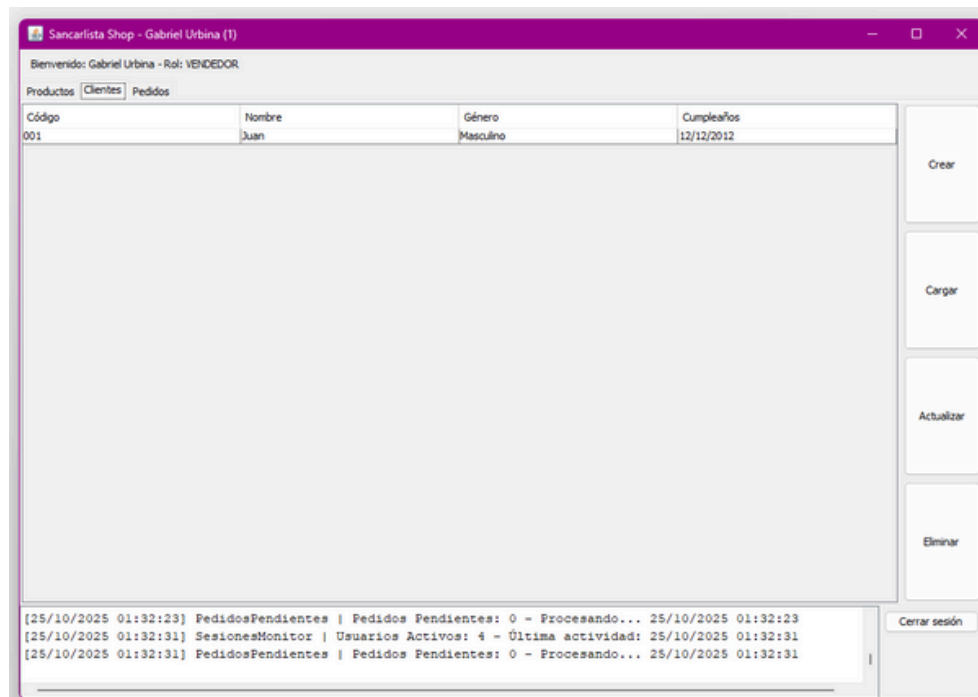 Sancarlista Shop - Gabriel Urbina (1)
Bienvenido: Gabriel Urbina - Rol: VENDEDOR
Productos Clientes Pedidos
Código Nombre Género Cumpleaños
001 Juan Masculino 12/12/2012
Crear
Cargar
Actualizar
Eliminar
[25/10/2025 01:32:23] PedidosPendientes | Pedidos Pendientes: 0 - Procesando... 25/10/2025 01:32:23
[25/10/2025 01:32:31] SesionesMonitor | Usuarios Activos: 4 - Última actividad: 25/10/2025 01:32:31
[25/10/2025 01:32:31] PedidosPendientes | Pedidos Pendientes: 0 - Procesando... 25/10/2025 01:32:31
Cerrar sesión